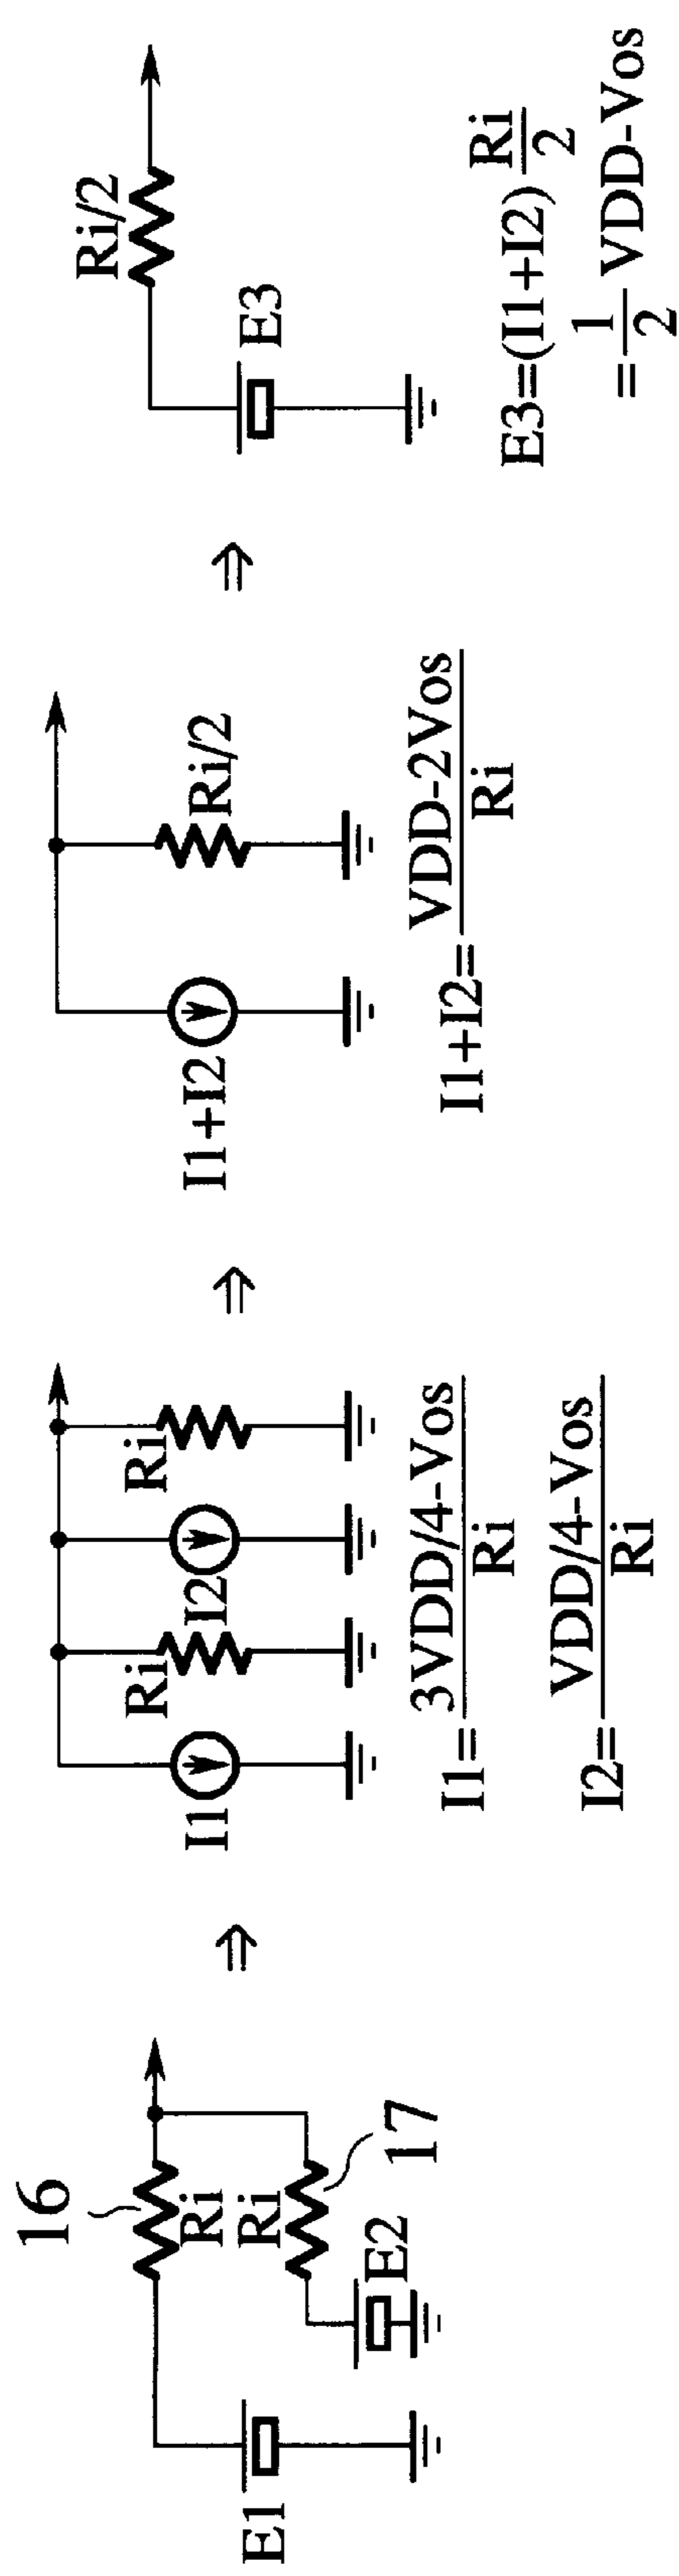 16
Ri
Ri
17
E1
E2
⇒
I1
Ri
I2
Ri
I1=3VDD/4-Vos/Ri
I2=VDD/4-Vos/Ri
⇒
I1+I2
Ri/2
I1+I2=VDD-2Vos/Ri
⇒
Ri/2
E3
E3=(I1+I2)Ri/2
=1/2VDD-Vos